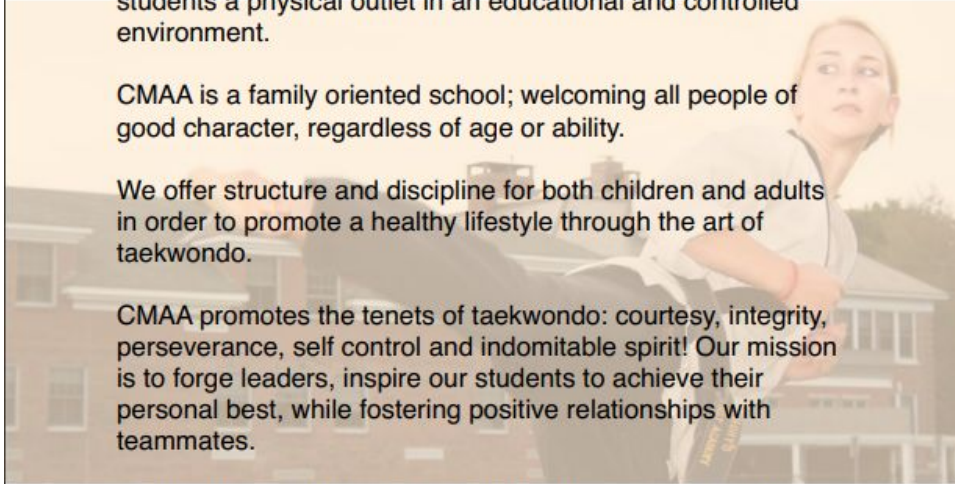 students a physical outlet in an educational and controlled
environment.
CMAA is a family oriented school; welcoming all people of
good character, regardless of age or ability.
We offer structure and discipline for both children and adults
in order to promote a healthy lifestyle through the art of
taekwondo.
CMAA promotes the tenets of taekwondo: courtesy, integrity,
perseverance, self control and indomitable spirit! Our mission
is to forge leaders, inspire our students to achieve their
personal best, while fostering positive relationships with
teammates.